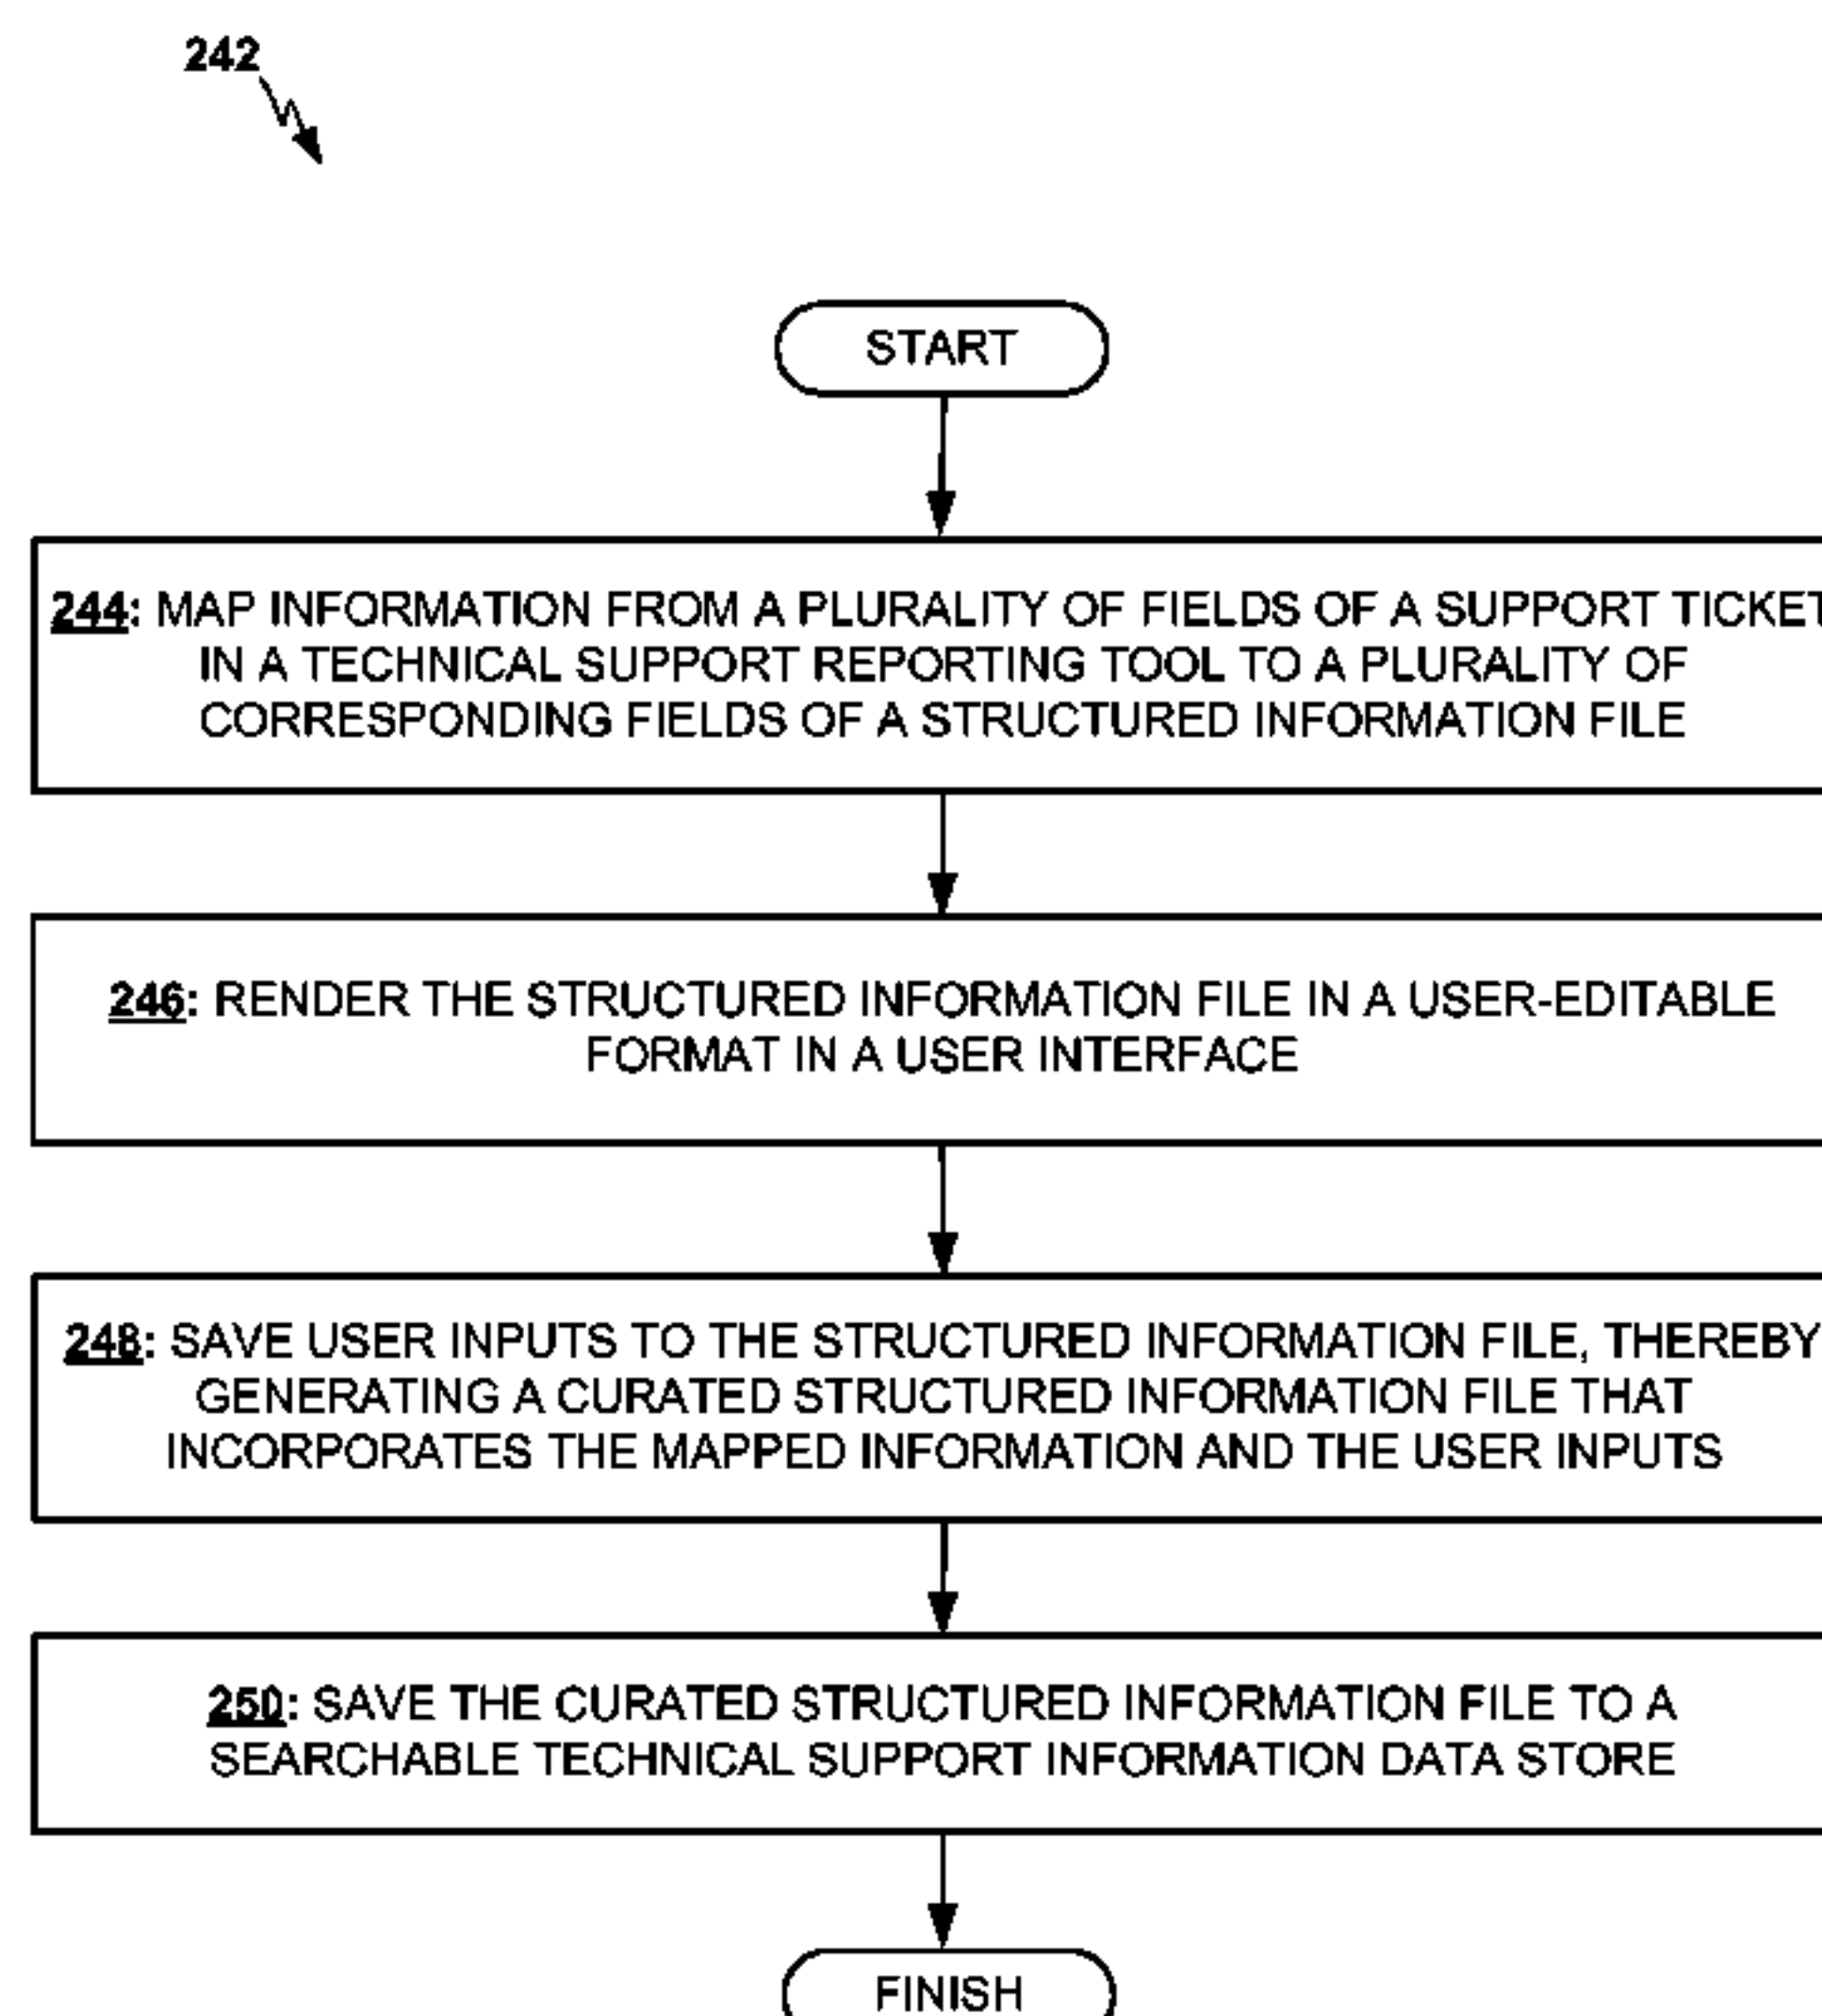 242
START
244: MAP INFORMATION FROM A PLURALITY OF FIELDS OF A SUPPORT TICKET
IN A TECHNICAL SUPPORT REPORTING TOOL TO A PLURALITY OF
CORRESPONDING FIELDS OF A STRUCTURED INFORMATION FILE
246: RENDER THE STRUCTURED INFORMATION FILE IN A USER-EDITABLE
FORMAT IN A USER INTERFACE
248: SAVE USER INPUTS TO THE STRUCTURED INFORMATION FILE, THEREBY
GENERATING A CURATED STRUCTURED INFORMATION FILE THAT
INCORPORATES THE MAPPED INFORMATION AND THE USER INPUTS
250: SAVE THE CURATED STRUCTURED INFORMATION FILE TO A
SEARCHABLE TECHNICAL SUPPORT INFORMATION DATA STORE
FINISH